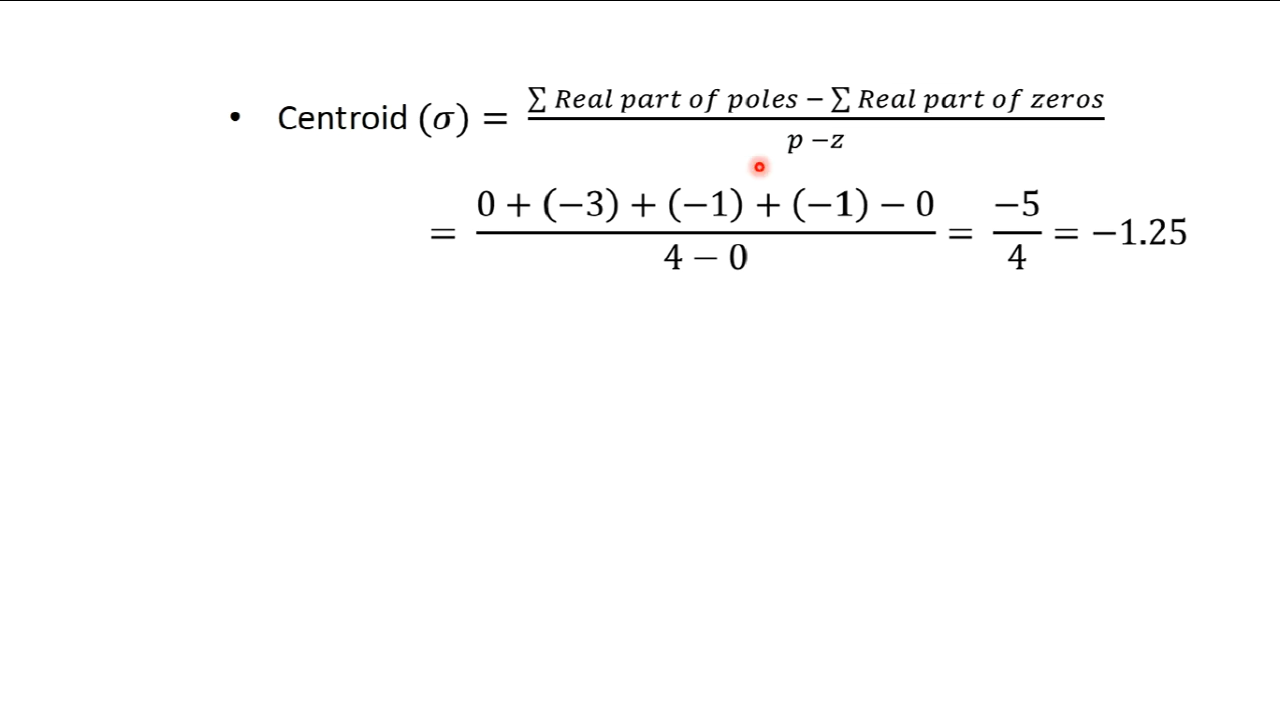 • Centroid (σ) = (∑ Real part of poles − ∑ Real part of zeros) / (p − z)
= (0 + (−3) + (−1) + (−1) − 0) / (4 − 0) = −5 / 4 = −1.25